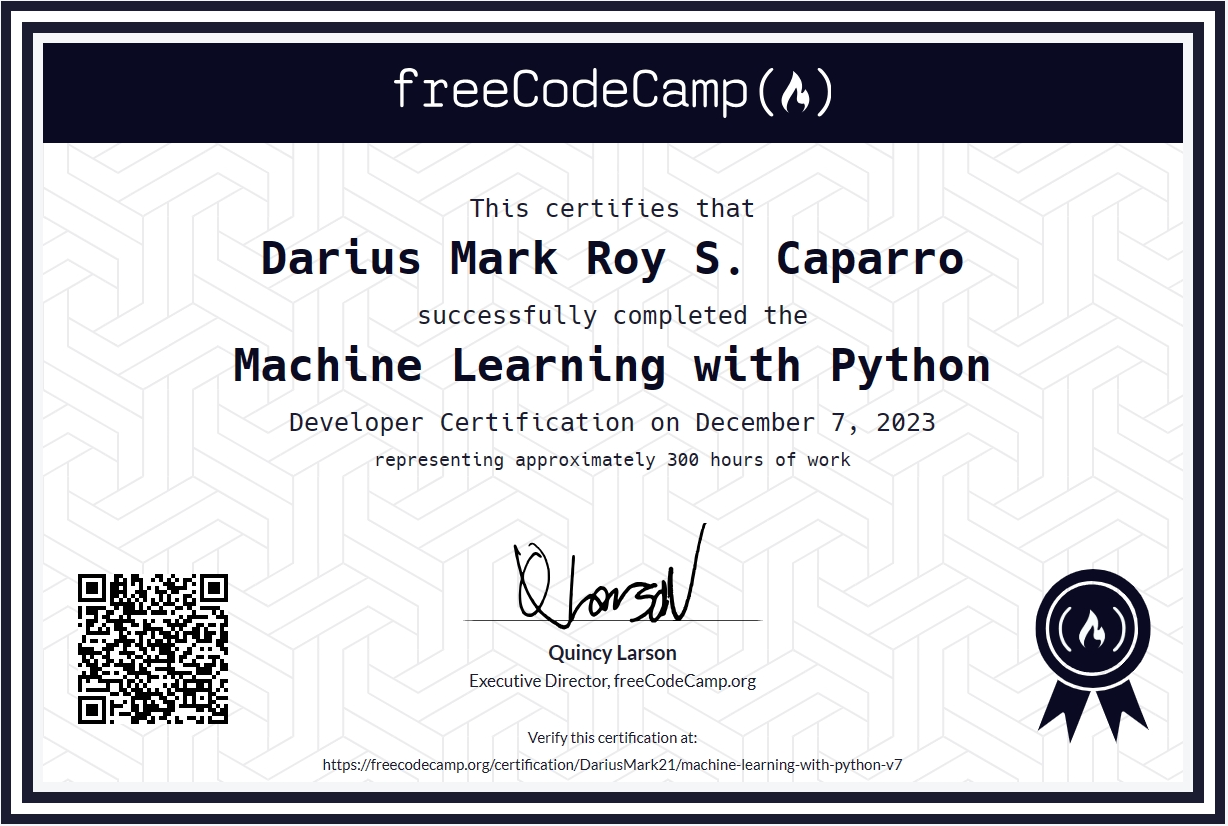 freeCodeCamp
This certifies that
Darius Mark Roy S. Caparro
successfully completed the
Machine Learning with Python
Developer Certification on December 7, 2023
representing approximately 300 hours of work
Quincy Larson
Executive Director, freeCodeCamp.org
Verify this certification at:
https://freecodecamp.org/certification/DariusMark21/machine-learning-with-python-v7